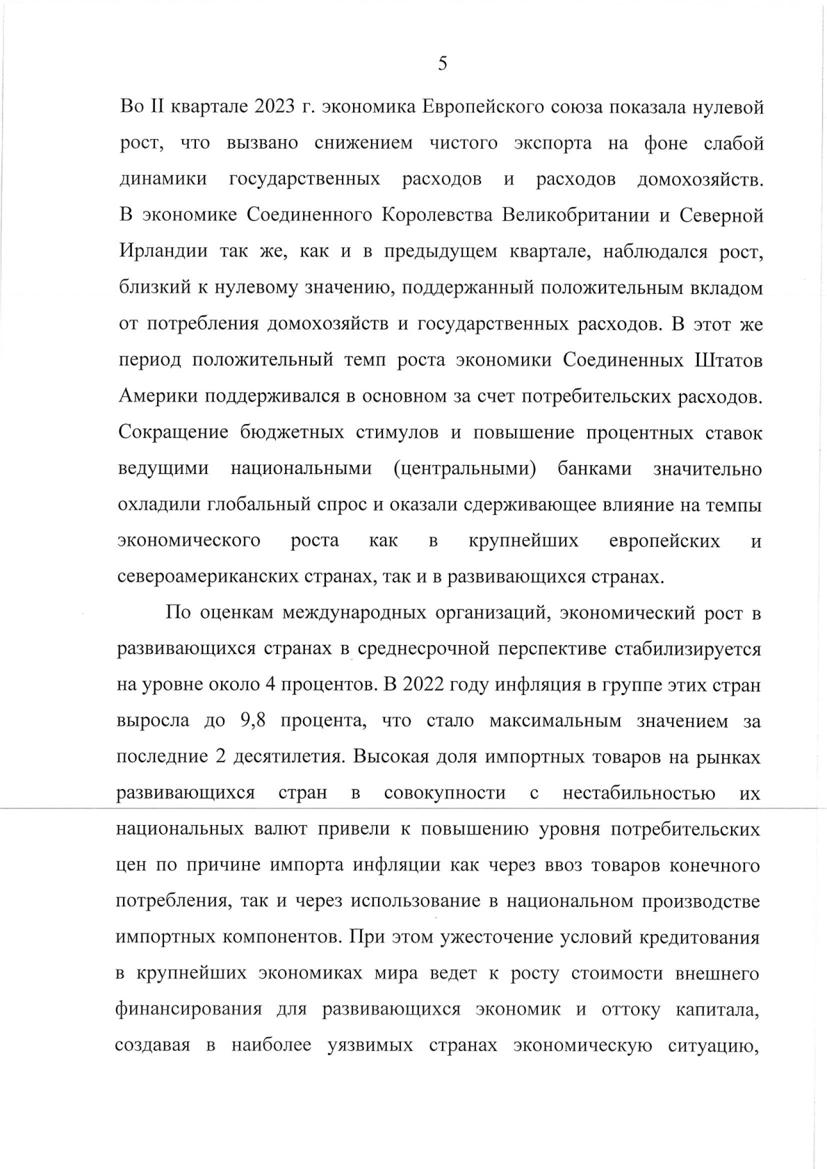 5
Во II квартале 2023 г. экономика Европейского союза показала нулевой
рост, что вызвано снижением чистого экспорта на фоне слабой
динамики государственных расходов и расходов домохозяйств.
В экономике Соединенного Королевства Великобритании и Северной
Ирландии так же, как и в предыдущем квартале, наблюдался рост,
близкий к нулевому значению, поддержанный положительным вкладом
от потребления домохозяйств и государственных расходов. В этот же
период положительный темп роста экономики Соединенных Штатов
Америки поддерживался в основном за счет потребительских расходов.
Сокращение бюджетных стимулов и повышение процентных ставок
ведущими национальными (центральными) банками значительно
охладили глобальный спрос и оказали сдерживающее влияние на темпы
экономического роста как в крупнейших европейских и
североамериканских странах, так и в развивающихся странах.
По оценкам международных организаций, экономический рост в
развивающихся странах в среднесрочной перспективе стабилизируется
на уровне около 4 процентов. В 2022 году инфляция в группе этих стран
выросла до 9,8 процента, что стало максимальным значением за
последние 2 десятилетия. Высокая доля импортных товаров на рынках
развивающихся стран в совокупности с нестабильностью их
национальных валют привели к повышению уровня потребительских
цен по причине импорта инфляции как через ввоз товаров конечного
потребления, так и через использование в национальном производстве
импортных компонентов. При этом ужесточение условий кредитования
в крупнейших экономиках мира ведет к росту стоимости внешнего
финансирования для развивающихся экономик и оттоку капитала,
создавая в наиболее уязвимых странах экономическую ситуацию,